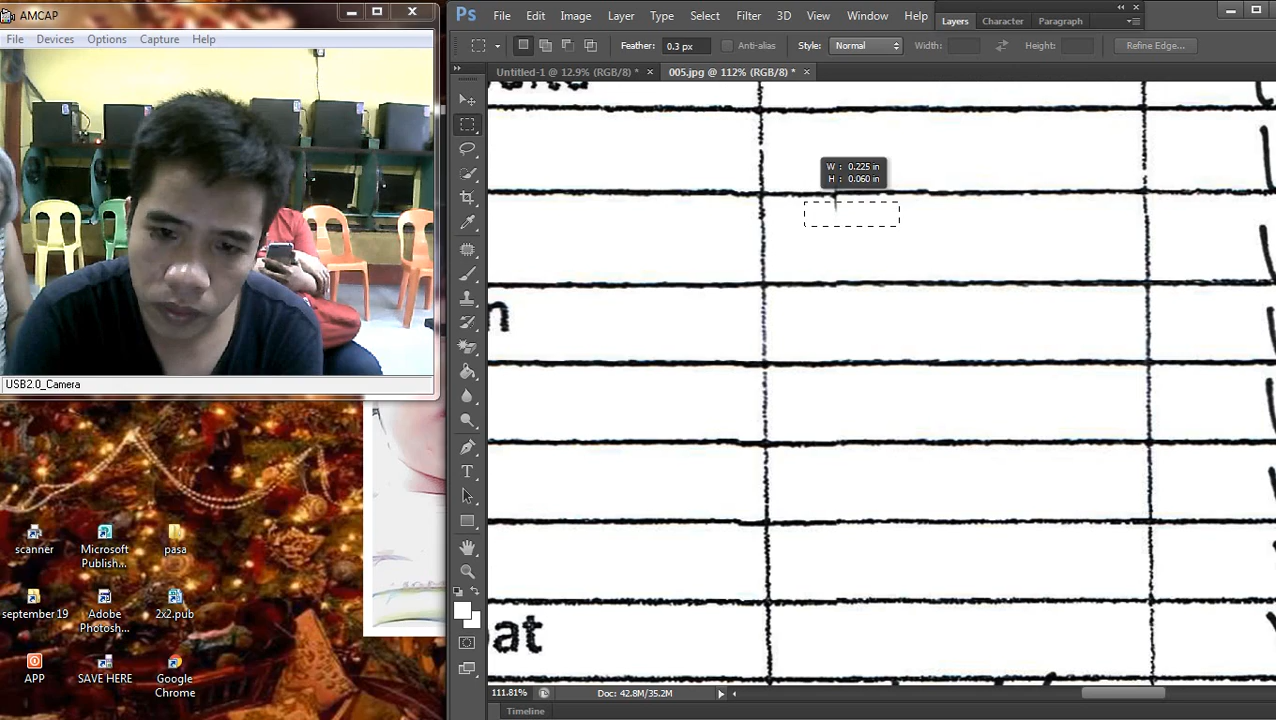 AMCAP
File Devices Options Capture Help
USB2.0_Camera
scanner
Microsoft Publish...
pasa
september 19
Adobe Photosh...
2x2.pub
APP
SAVE HERE
Google Chrome
Ps File Edit Image Layer Type Select Filter 3D View Window Help
Layers Character Paragraph
Feather: 0.3 px Anti-alias Style: Normal Width: Height: Refine Edge...
Untitled-1 @ 12.9% (RGB/8) * × 005.jpg @ 112% (RGB/8) * ×
W : 0.225 in
H : 0.060 in
n
at
T
111.81% Doc: 42.8M/35.2M
Timeline